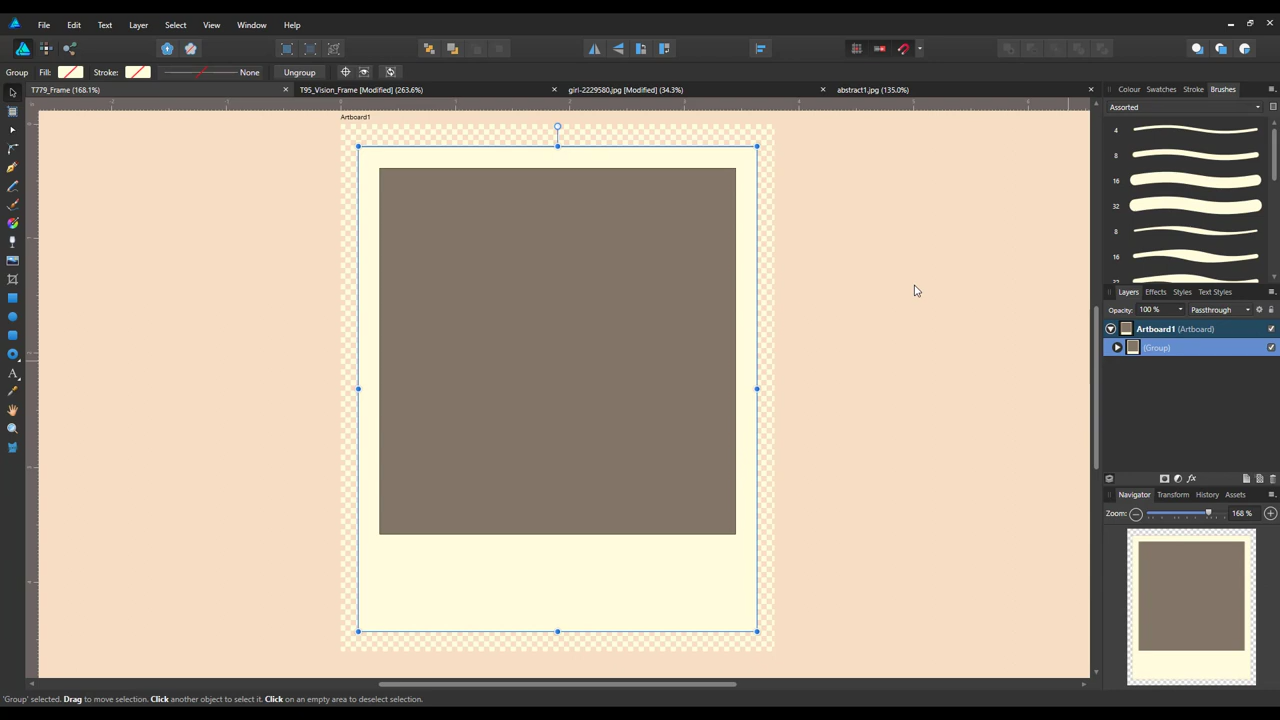 File Edit Text Layer Select View Window Help
Group Fill: Stroke: None Ungroup
T779_Frame (168.1%) T95_Vision_Frame [Modified] (263.6%) girl-2229580.jpg [Modified] (34.3%) abstract1.jpg (135.0%)
Artboard1
Colour Swatches Stroke Brushes
Assorted
4
8
16
32
8
16
32
Layers Effects Styles Text Styles
Opacity: 100 % Passthrough
Artboard1 (Artboard)
(Group)
Navigator Transform History Assets
Zoom: 168 %
'Group' selected. Drag to move selection. Click another object to select it. Click on an empty area to deselect selection.